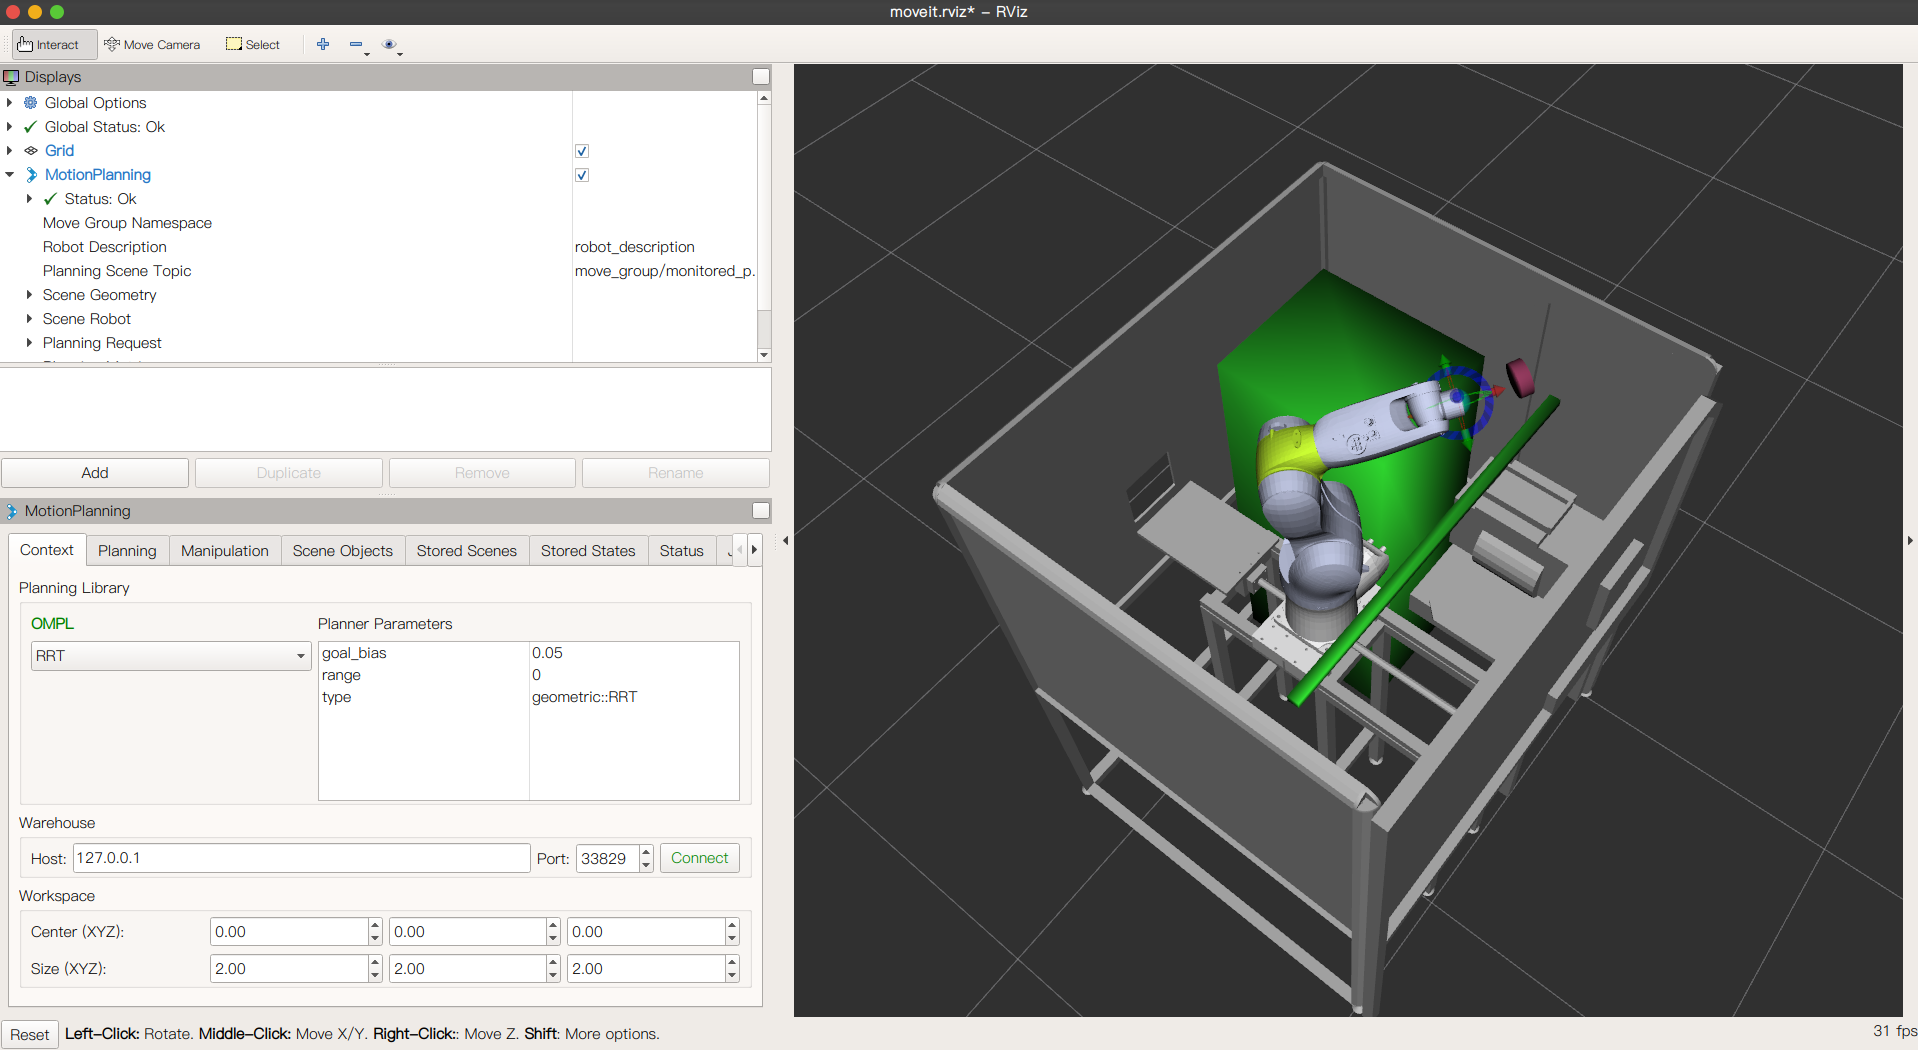 moveit.rviz* – RViz
Interact Move Camera Select
Displays
Global Options
Global Status: Ok
Grid
MotionPlanning
Status: Ok
Move Group Namespace
Robot Description robot_description
Planning Scene Topic move_group/monitored_p...
Scene Geometry
Scene Robot
Planning Request
Add Duplicate Remove Rename
MotionPlanning
Context Planning Manipulation Scene Objects Stored Scenes Stored States Status
Planning Library
OMPL Planner Parameters
RRT
goal_bias 0.05
range 0
type geometric::RRT
Warehouse
Host: 127.0.0.1 Port: 33829 Connect
Workspace
Center (XYZ): 0.00 0.00 0.00
Size (XYZ): 2.00 2.00 2.00
Reset Left-Click: Rotate. Middle-Click: Move X/Y. Right-Click:: Move Z. Shift: More options. 31 fps